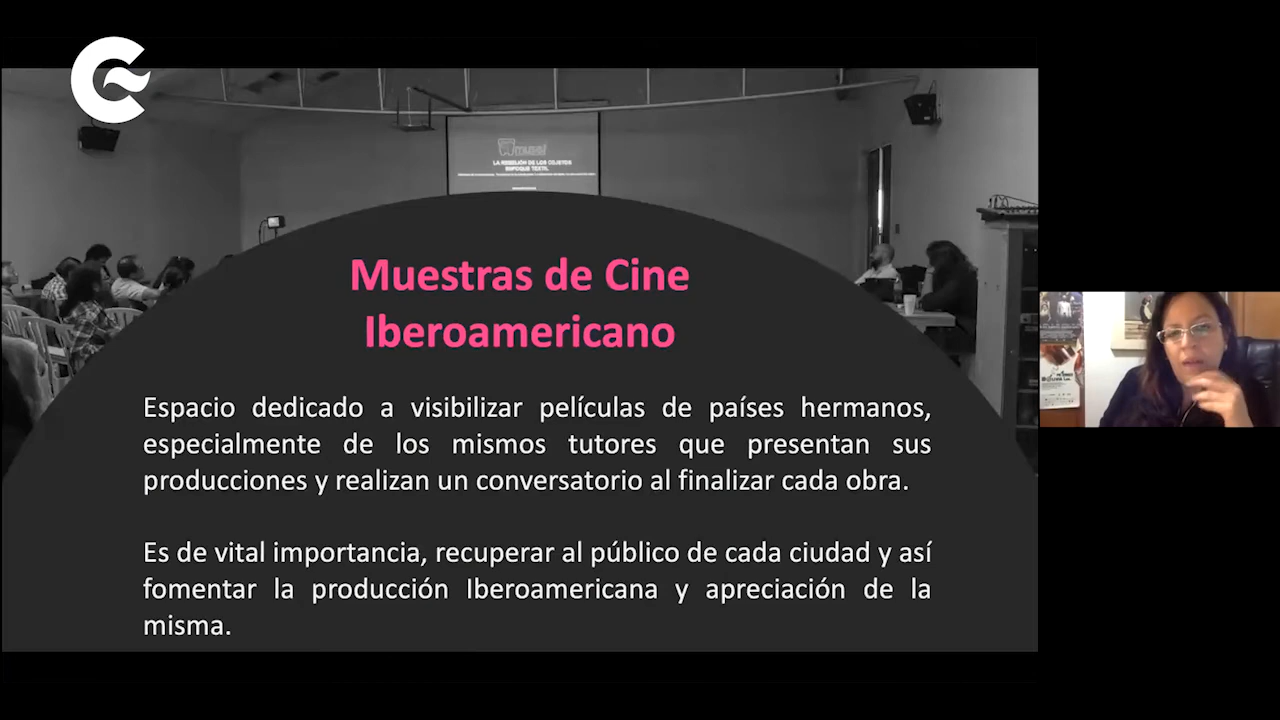 LA REBELIÓN DE LOS OBJETOS
ENFOQUE TEXTIL
Muestras de Cine
Iberoamericano
Espacio dedicado a visibilizar películas de países hermanos,
especialmente de los mismos tutores que presentan sus
producciones y realizan un conversatorio al finalizar cada obra.
Es de vital importancia, recuperar al público de cada ciudad y así
fomentar la producción Iberoamericana y apreciación de la
misma.